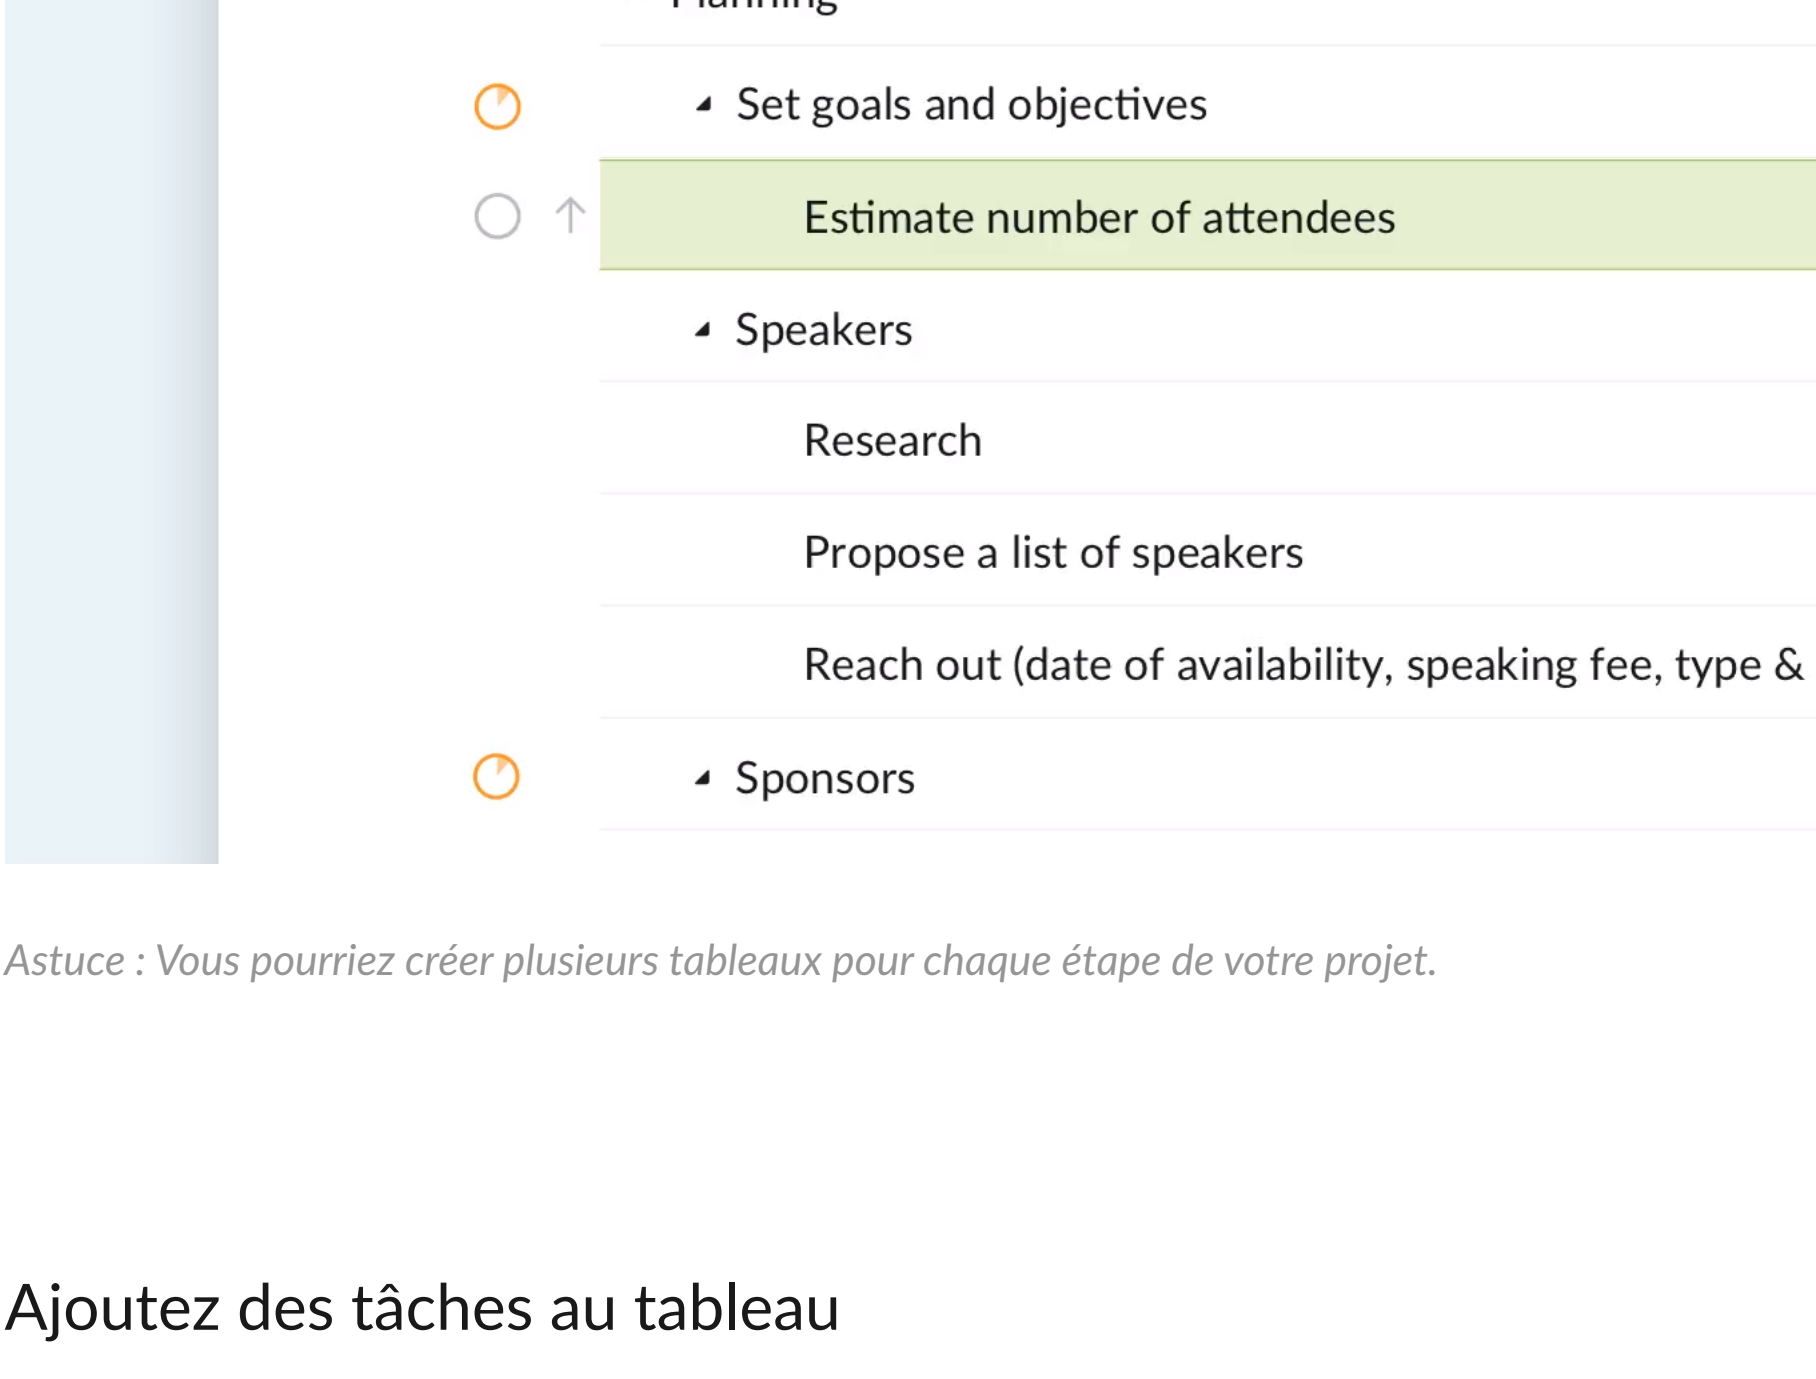 Planning
Set goals and objectives
Estimate number of attendees
Speakers
Research
Propose a list of speakers
Reach out (date of availability, speaking fee, type &
Sponsors
Astuce : Vous pourriez créer plusieurs tableaux pour chaque étape de votre projet.
Ajoutez des tâches au tableau